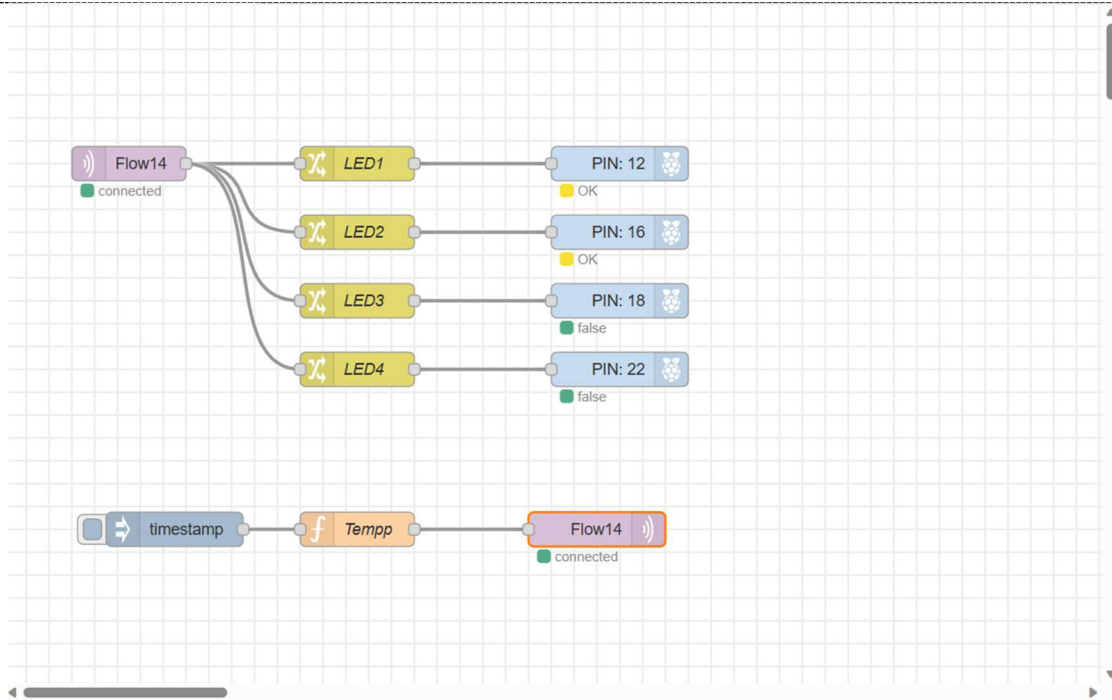 Flow14
connected
LED1
PIN: 12
OK
LED2
PIN: 16
OK
LED3
PIN: 18
false
LED4
PIN: 22
false
timestamp
Tempp
Flow14
connected